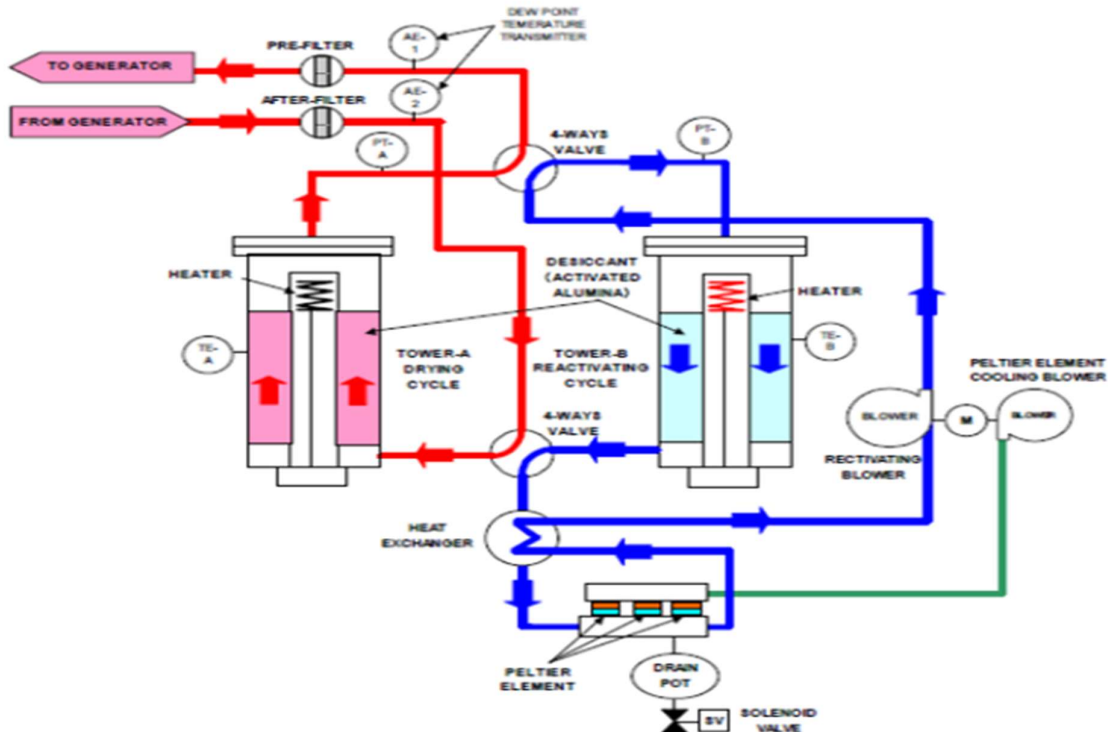 DEW POINT
TEMERATURE
TRANSMITTER
AE-
1
PRE-FILTER
TO GENERATOR
AE-
2
AFTER-FILTER
FROM GENERATOR
PT-
A
4-WAYS
VALVE
PT-
B
HEATER
DESICCANT
(ACTIVATED
ALUMINA)
HEATER
TE-
A
TOWER-A
DRYING
CYCLE
TOWER-B
REACTIVATING
CYCLE
TE-
B
PELTIER ELEMENT
COOLING BLOWER
BLOWER
M
BLOWER
4-WAYS
VALVE
RECTIVATING
BLOWER
HEAT
EXCHANGER
PELTIER
ELEMENT
DRAIN
POT
SV
SOLENOID
VALVE